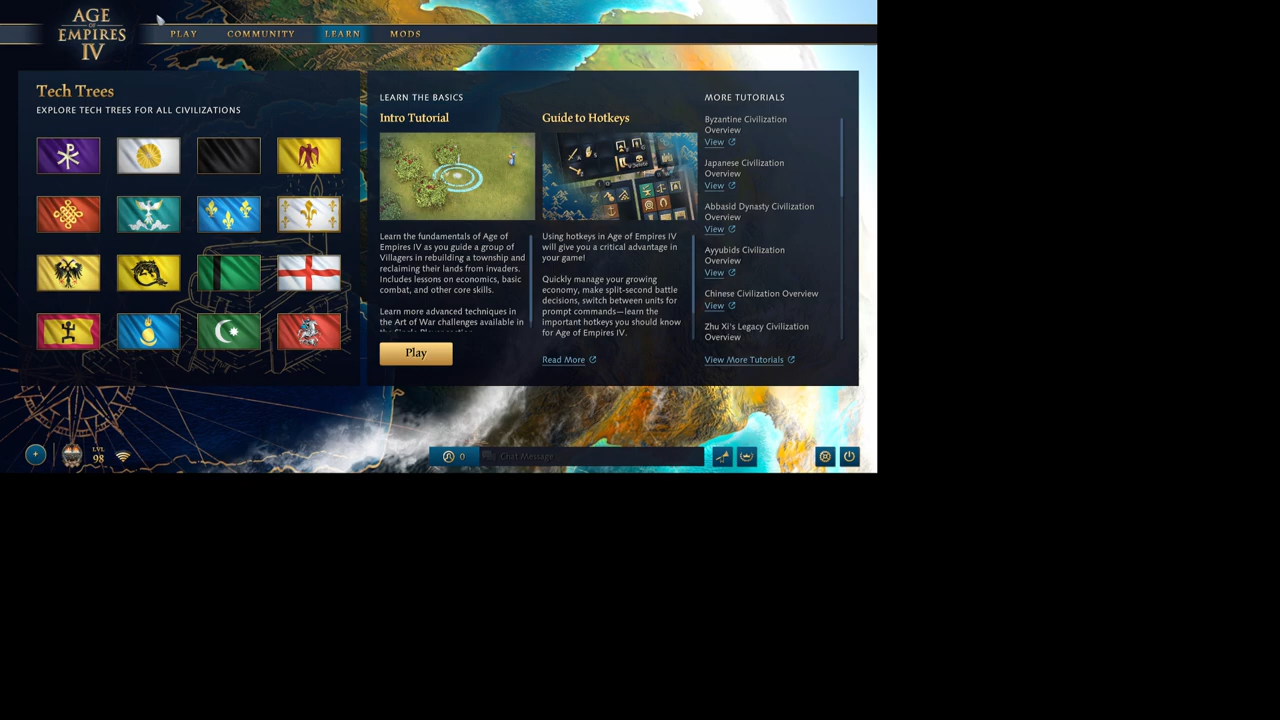 AGE
OF
EMPIRES
IV
PLAY
COMMUNITY
LEARN
MODS
Tech Trees
EXPLORE TECH TREES FOR ALL CIVILIZATIONS
LEARN THE BASICS
Intro Tutorial
Learn the fundamentals of Age of
Empires IV as you guide a group of
Villagers in rebuilding a township and
reclaiming their lands from invaders.
Includes lessons on economics, basic
combat, and other core skills.
Learn more advanced techniques in
the Art of War challenges available in
the Single Player section.
Play
Guide to Hotkeys
Using hotkeys in Age of Empires IV
will give you a critical advantage in
your game!
Quickly manage your growing
economy, make split-second battle
decisions, switch between units for
prompt commands—learn the
important hotkeys you should know
for Age of Empires IV.
Read More
MORE TUTORIALS
Byzantine Civilization
Overview
View
Japanese Civilization
Overview
View
Abbasid Dynasty Civilization
Overview
View
Ayyubids Civilization
Overview
View
Chinese Civilization Overview
View
Zhu Xi's Legacy Civilization
Overview
View More Tutorials
+
LVL
98
0
Chat Message...